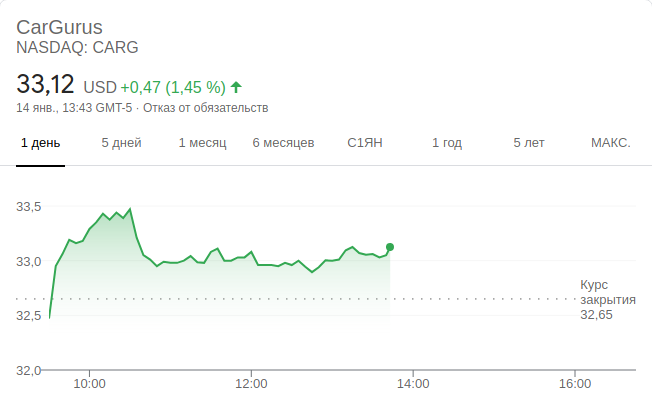 CarGurus
NASDAQ: CARG
33,12 USD +0,47 (1,45 %)
14 янв., 13:43 GMT-5 · Отказ от обязательств
1 день 5 дней 1 месяц 6 месяцев С1ЯН 1 год 5 лет МАКС.
33,5
33,0
Курс
закрытия
32,65
32,5
32,0
10:00 12:00 14:00 16:00